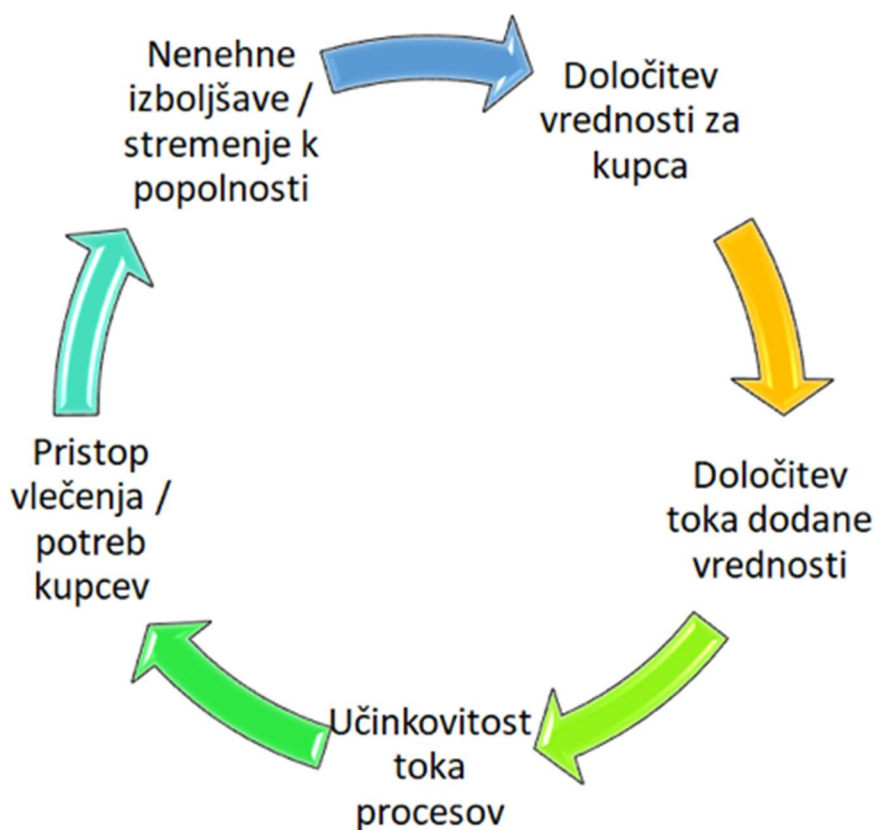 Nenehne
izboljšave /
stremenje k
popolnosti
Določitev
vrednosti za
kupca
Določitev
toka dodane
vrednosti
Učinkovitost
toka
procesov
Pristop
vlečenja /
potreb
kupcev